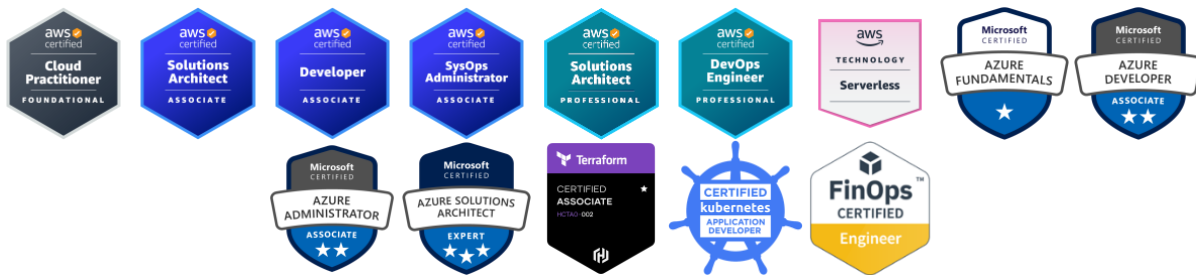 aws
certified
Cloud
Practitioner
FOUNDATIONAL
aws
certified
Solutions
Architect
ASSOCIATE
aws
certified
Developer
ASSOCIATE
aws
certified
SysOps
Administrator
ASSOCIATE
aws
certified
Solutions
Architect
PROFESSIONAL
aws
certified
DevOps
Engineer
PROFESSIONAL
aws
TECHNOLOGY
Serverless
Microsoft
CERTIFIED
AZURE
FUNDAMENTALS
Microsoft
CERTIFIED
AZURE
DEVELOPER
ASSOCIATE
Microsoft
CERTIFIED
AZURE
ADMINISTRATOR
ASSOCIATE
Microsoft
CERTIFIED
AZURE SOLUTIONS
ARCHITECT
EXPERT
Terraform
CERTIFIED
ASSOCIATE
HCTA0-002
CERTIFIED
kubernetes
APPLICATION
DEVELOPER
FinOps™
CERTIFIED
Engineer